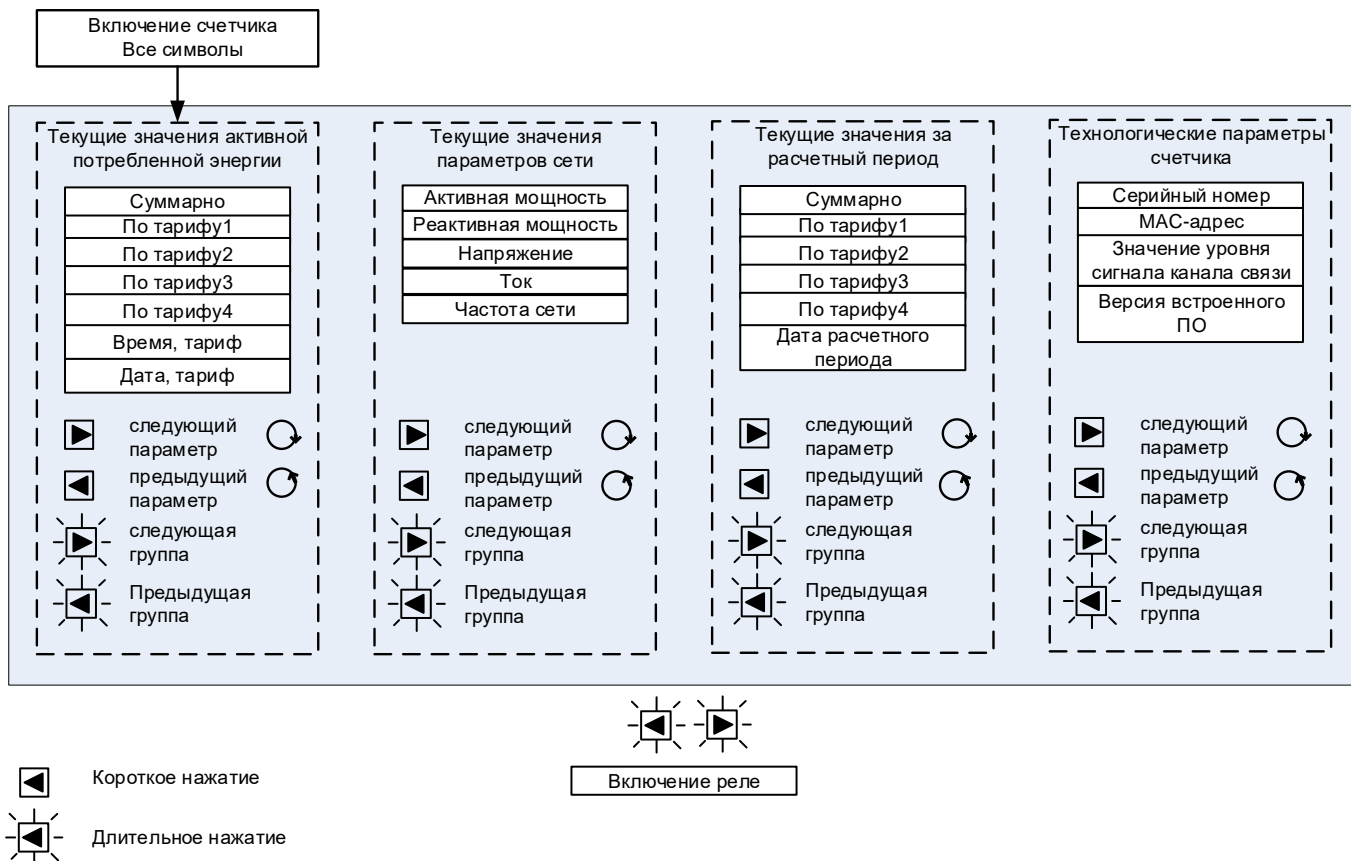 Включение счетчика
Все символы
Текущие значения активной
потребленной энергии
Суммарно
По тарифу1
По тарифу2
По тарифу3
По тарифу4
Время, тариф
Дата, тариф
следующий
параметр
предыдущий
параметр
следующая
группа
Предыдущая
группа
Текущие значения
параметров сети
Активная мощность
Реактивная мощность
Напряжение
Ток
Частота сети
следующий
параметр
предыдущий
параметр
следующая
группа
Предыдущая
группа
Текущие значения за
расчетный период
Суммарно
По тарифу1
По тарифу2
По тарифу3
По тарифу4
Дата расчетного
периода
следующий
параметр
предыдущий
параметр
следующая
группа
Предыдущая
группа
Технологические параметры
счетчика
Серийный номер
MAC-адрес
Значение уровня
сигнала канала связи
Версия встроенного
ПО
следующий
параметр
предыдущий
параметр
следующая
группа
Предыдущая
группа
Включение реле
Короткое нажатие
Длительное нажатие